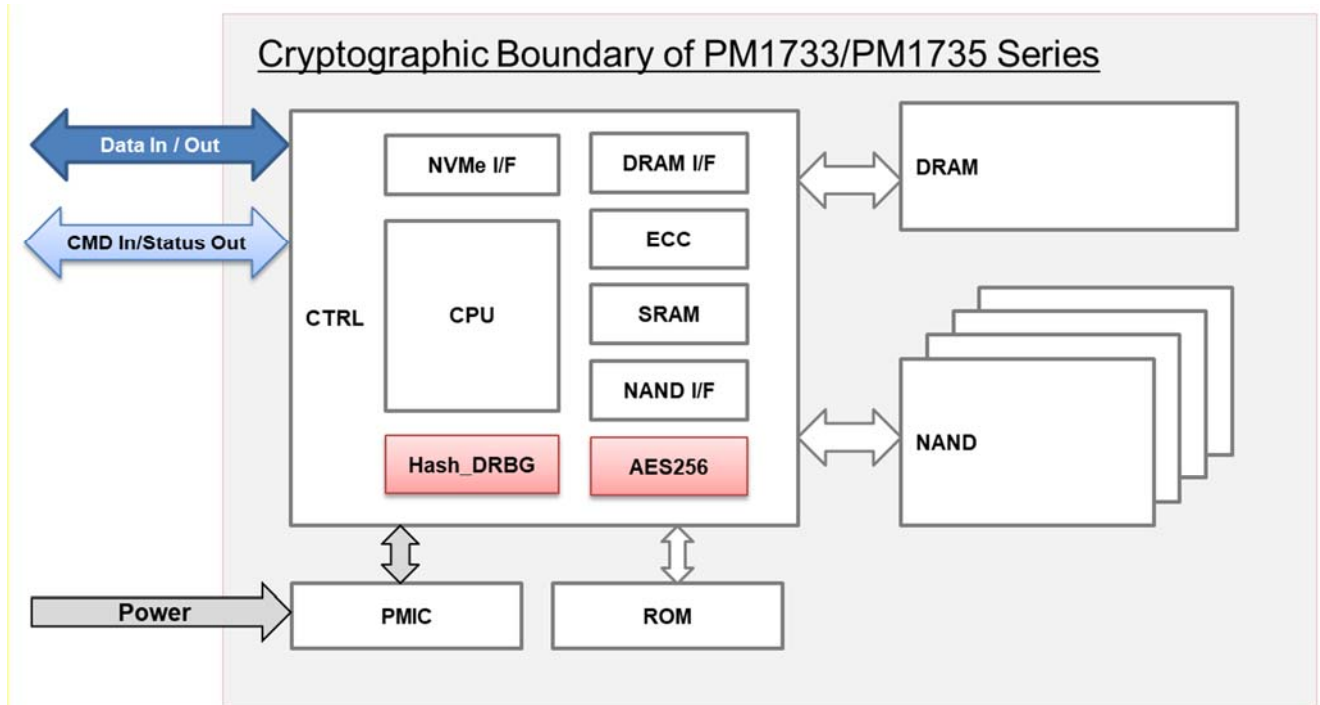 Cryptographic Boundary of PM1733/PM1735 Series
Data In / Out
CMD In/Status Out
CTRL
NVMe I/F
CPU
Hash_DRBG
DRAM I/F
ECC
SRAM
NAND I/F
AES256
DRAM
NAND
Power
PMIC
ROM